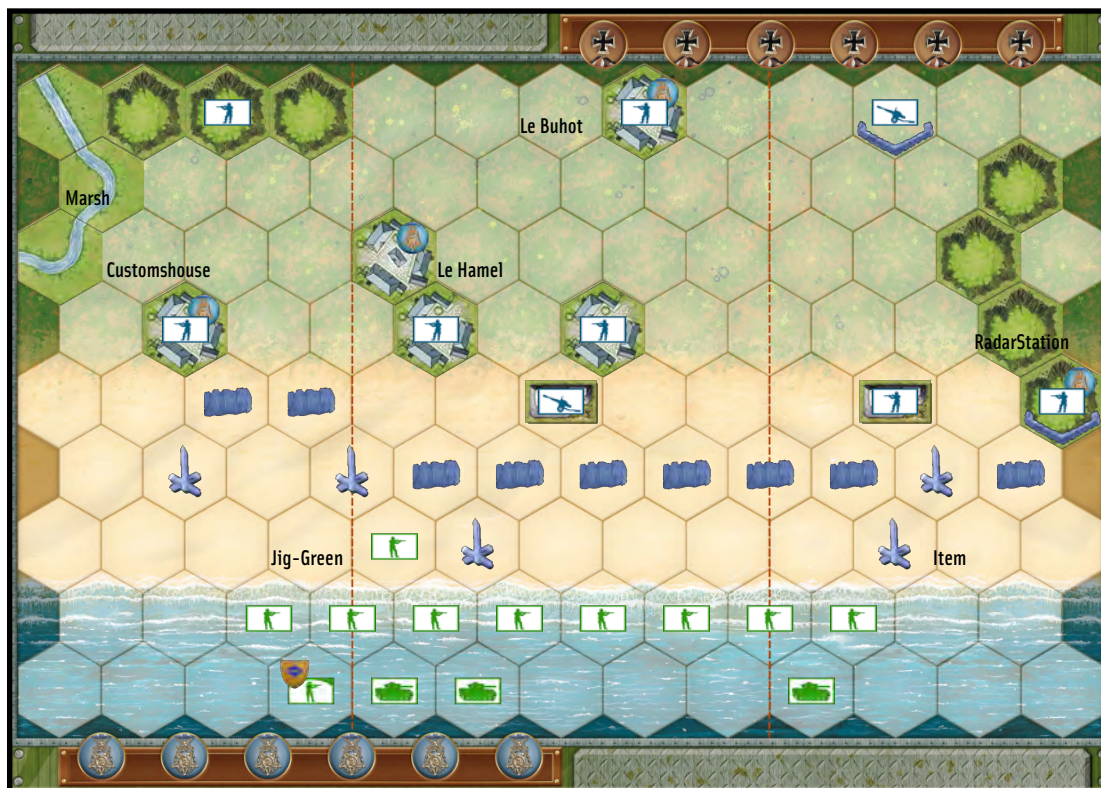 Le Buhot
Marsh
Customshouse
Le Hamel
RadarStation
Jig-Green
Item